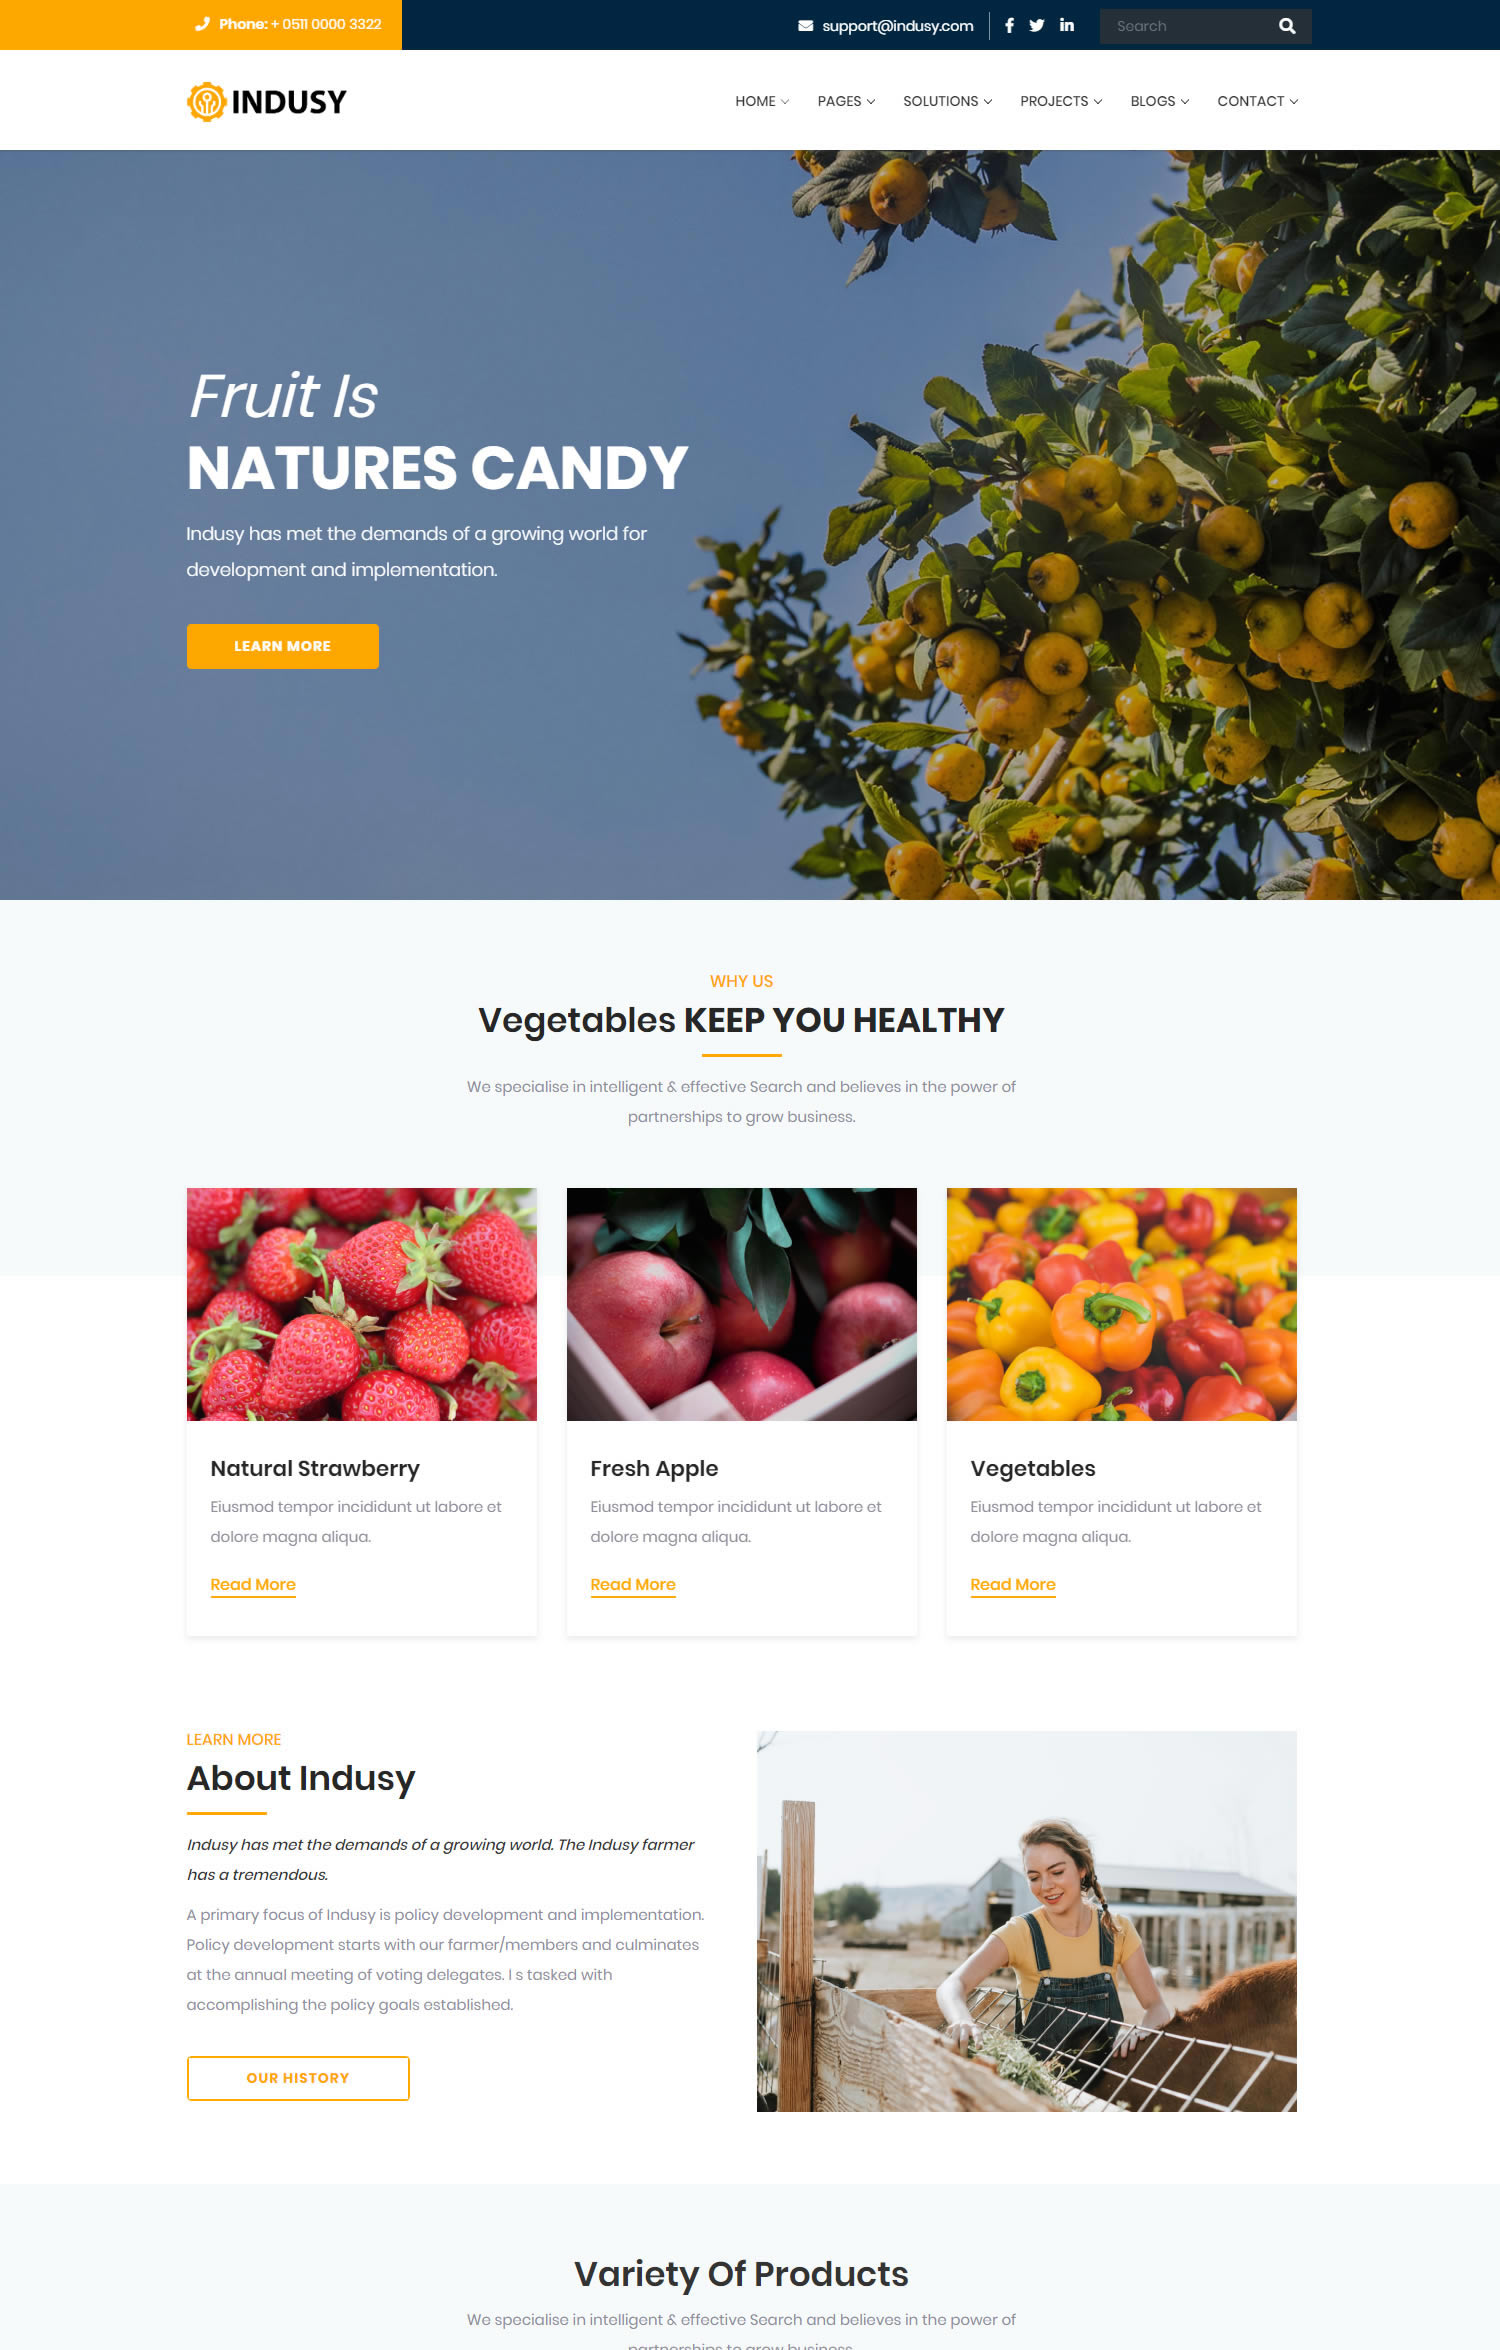 Phone: + 0511 0000 3322
support@indusy.com
Search
INDUSY
HOME PAGES SOLUTIONS PROJECTS BLOGS CONTACT
Fruit Is
NATURES CANDY
Indusy has met the demands of a growing world for
development and implementation.
LEARN MORE
WHY US
Vegetables KEEP YOU HEALTHY
We specialise in intelligent & effective Search and believes in the power of
partnerships to grow business.
Natural Strawberry
Eiusmod tempor incididunt ut labore et
dolore magna aliqua.
Read More
Fresh Apple
Eiusmod tempor incididunt ut labore et
dolore magna aliqua.
Read More
Vegetables
Eiusmod tempor incididunt ut labore et
dolore magna aliqua.
Read More
LEARN MORE
About Indusy
Indusy has met the demands of a growing world. The Indusy farmer
has a tremendous.
A primary focus of Indusy is policy development and implementation.
Policy development starts with our farmer/members and culminates
at the annual meeting of voting delegates. I s tasked with
accomplishing the policy goals established.
OUR HISTORY
Variety Of Products
We specialise in intelligent & effective Search and believes in the power of
partnerships to grow business.